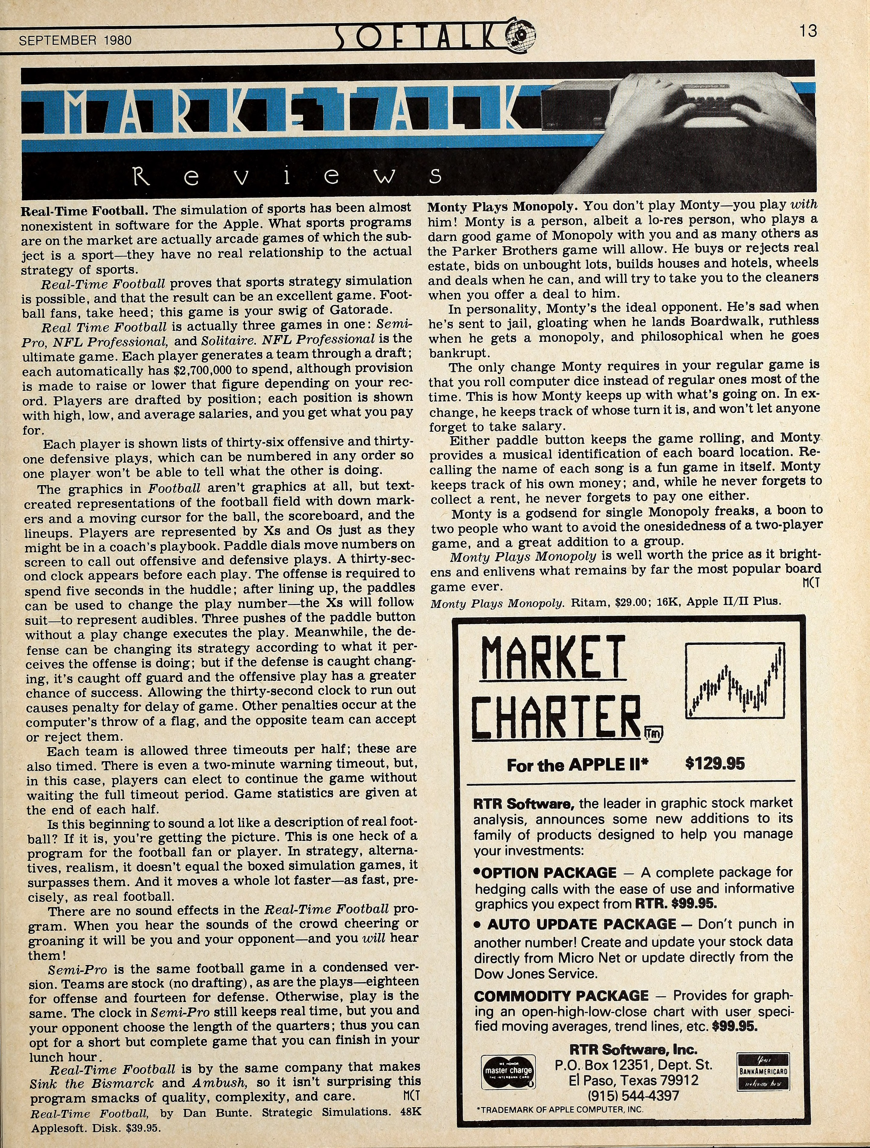 SEPTEMBER 1980
SOFTALK
13
MARKETALK
Reviews
Real-Time Football. The simulation of sports has been almost
nonexistent in software for the Apple. What sports programs
are on the market are actually arcade games of which the sub-
ject is a sport—they have no real relationship to the actual
strategy of sports.
Real-Time Football proves that sports strategy simulation
is possible, and that the result can be an excellent game. Foot-
ball fans, take heed; this game is your swig of Gatorade.
Real Time Football is actually three games in one: Semi-
Pro, NFL Professional, and Solitaire. NFL Professional is the
ultimate game. Each player generates a team through a draft;
each automatically has $2,700,000 to spend, although provision
is made to raise or lower that figure depending on your rec-
ord. Players are drafted by position; each position is shown
with high, low, and average salaries, and you get what you pay
for.
Each player is shown lists of thirty-six offensive and thirty-
one defensive plays, which can be numbered in any order so
one player won't be able to tell what the other is doing.
The graphics in Football aren't graphics at all, but text-
created representations of the football field with down mark-
ers and a moving cursor for the ball, the scoreboard, and the
lineups. Players are represented by Xs and Os just as they
might be in a coach's playbook. Paddle dials move numbers on
screen to call out offensive and defensive plays. A thirty-sec-
ond clock appears before each play. The offense is required to
spend five seconds in the huddle; after lining up, the paddles
can be used to change the play number—the Xs will follow
suit—to represent audibles. Three pushes of the paddle button
without a play change executes the play. Meanwhile, the de-
fense can be changing its strategy according to what it per-
ceives the offense is doing; but if the defense is caught chang-
ing, it's caught off guard and the offensive play has a greater
chance of success. Allowing the thirty-second clock to run out
causes penalty for delay of game. Other penalties occur at the
computer's throw of a flag, and the opposite team can accept
or reject them.
Each team is allowed three timeouts per half; these are
also timed. There is even a two-minute warning timeout, but,
in this case, players can elect to continue the game without
waiting the full timeout period. Game statistics are given at
the end of each half.
Is this beginning to sound a lot like a description of real foot-
ball? If it is, you're getting the picture. This is one heck of a
program for the football fan or player. In strategy, alterna-
tives, realism, it doesn't equal the boxed simulation games, it
surpasses them. And it moves a whole lot faster—as fast, pre-
cisely, as real football.
There are no sound effects in the Real-Time Football pro-
gram. When you hear the sounds of the crowd cheering or
groaning it will be you and your opponent—and you will hear
them!
Semi-Pro is the same football game in a condensed ver-
sion. Teams are stock (no drafting), as are the plays—eighteen
for offense and fourteen for defense. Otherwise, play is the
same. The clock in Semi-Pro still keeps real time, but you and
your opponent choose the length of the quarters; thus you can
opt for a short but complete game that you can finish in your
lunch hour.
Real-Time Football is by the same company that makes
Sink the Bismarck and Ambush, so it isn't surprising this
program smacks of quality, complexity, and care. MCT
Real-Time Football, by Dan Bunte. Strategic Simulations. 48K
Applesoft. Disk. $39.95.
Monty Plays Monopoly. You don't play Monty—you play with
him! Monty is a person, albeit a lo-res person, who plays a
darn good game of Monopoly with you and as many others as
the Parker Brothers game will allow. He buys or rejects real
estate, bids on unbought lots, builds houses and hotels, wheels
and deals when he can, and will try to take you to the cleaners
when you offer a deal to him.
In personality, Monty's the ideal opponent. He's sad when
he's sent to jail, gloating when he lands Boardwalk, ruthless
when he gets a monopoly, and philosophical when he goes
bankrupt.
The only change Monty requires in your regular game is
that you roll computer dice instead of regular ones most of the
time. This is how Monty keeps up with what's going on. In ex-
change, he keeps track of whose turn it is, and won't let anyone
forget to take salary.
Either paddle button keeps the game rolling, and Monty
provides a musical identification of each board location. Re-
calling the name of each song is a fun game in itself. Monty
keeps track of his own money; and, while he never forgets to
collect a rent, he never forgets to pay one either.
Monty is a godsend for single Monopoly freaks, a boon to
two people who want to avoid the onesidedness of a two-player
game, and a great addition to a group.
Monty Plays Monopoly is well worth the price as it bright-
ens and enlivens what remains by far the most popular board
game ever. MCT
Monty Plays Monopoly. Ritam, $29.00; 16K, Apple II/II Plus.
MARKET
CHARTER Tm
For the APPLE II* $129.95
RTR Software, the leader in graphic stock market
analysis, announces some new additions to its
family of products designed to help you manage
your investments:
•OPTION PACKAGE — A complete package for
hedging calls with the ease of use and informative
graphics you expect from RTR. $99.95.
• AUTO UPDATE PACKAGE — Don't punch in
another number! Create and update your stock data
directly from Micro Net or update directly from the
Dow Jones Service.
COMMODITY PACKAGE — Provides for graph-
ing an open-high-low-close chart with user speci-
fied moving averages, trend lines, etc. $99.95.
RTR Software, Inc.
P.O. Box 12351, Dept. St.
El Paso, Texas 79912
(915) 544-4397
WE HONOR
master charge
THE INTERBANK CARD
Your
BANKAMERICARD
welcome here
*TRADEMARK OF APPLE COMPUTER, INC.